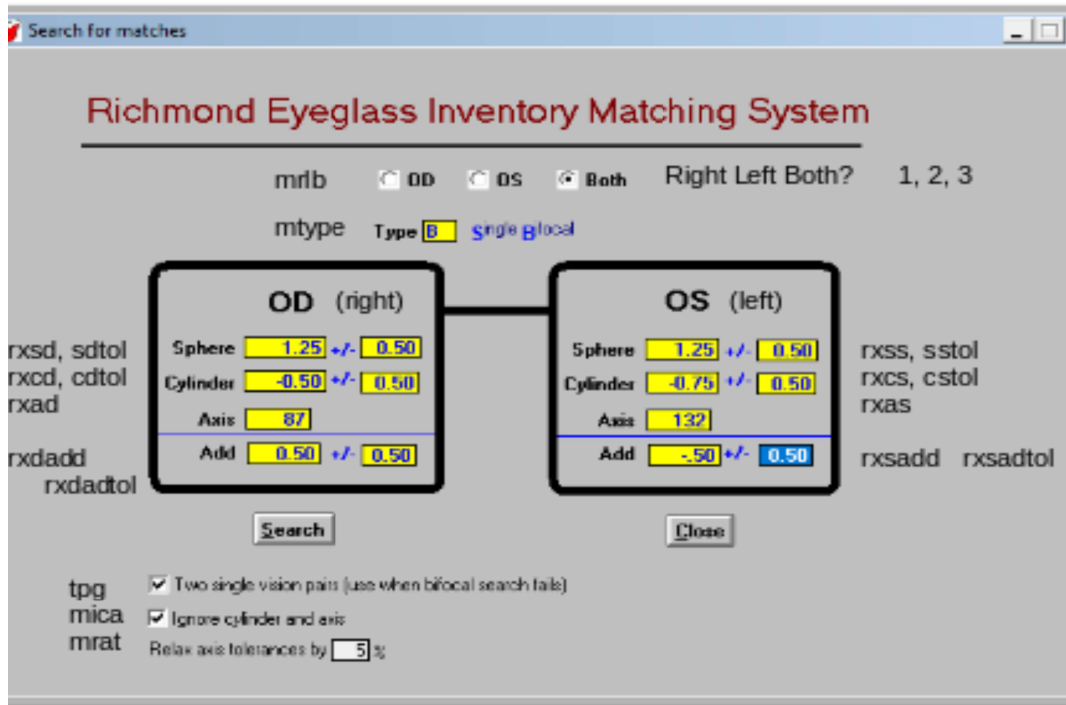 Search for matches
Richmond Eyeglass Inventory Matching System
mrlb OD OS Both Right Left Both? 1, 2, 3
mtype Type B Single Bifocal
OD (right) OS (left)
rxsd, sdtol Sphere 1.25 +/- 0.50 Sphere 1.25 +/- 0.50 rxss, sstol
rxcd, cdtol Cylinder -0.50 +/- 0.50 Cylinder -0.75 +/- 0.50 rxcs, cstol
rxad Axis 87 Axis 132 rxas
rxdadd Add 0.50 +/- 0.50 Add -.50 +/- 0.50 rxsadd rxsadtol
rxdadtol
Search Close
tpg Two single vision pairs (use when bifocal search fails)
mica Ignore cylinder and axis
mrat Relax axis tolerances by 5 %